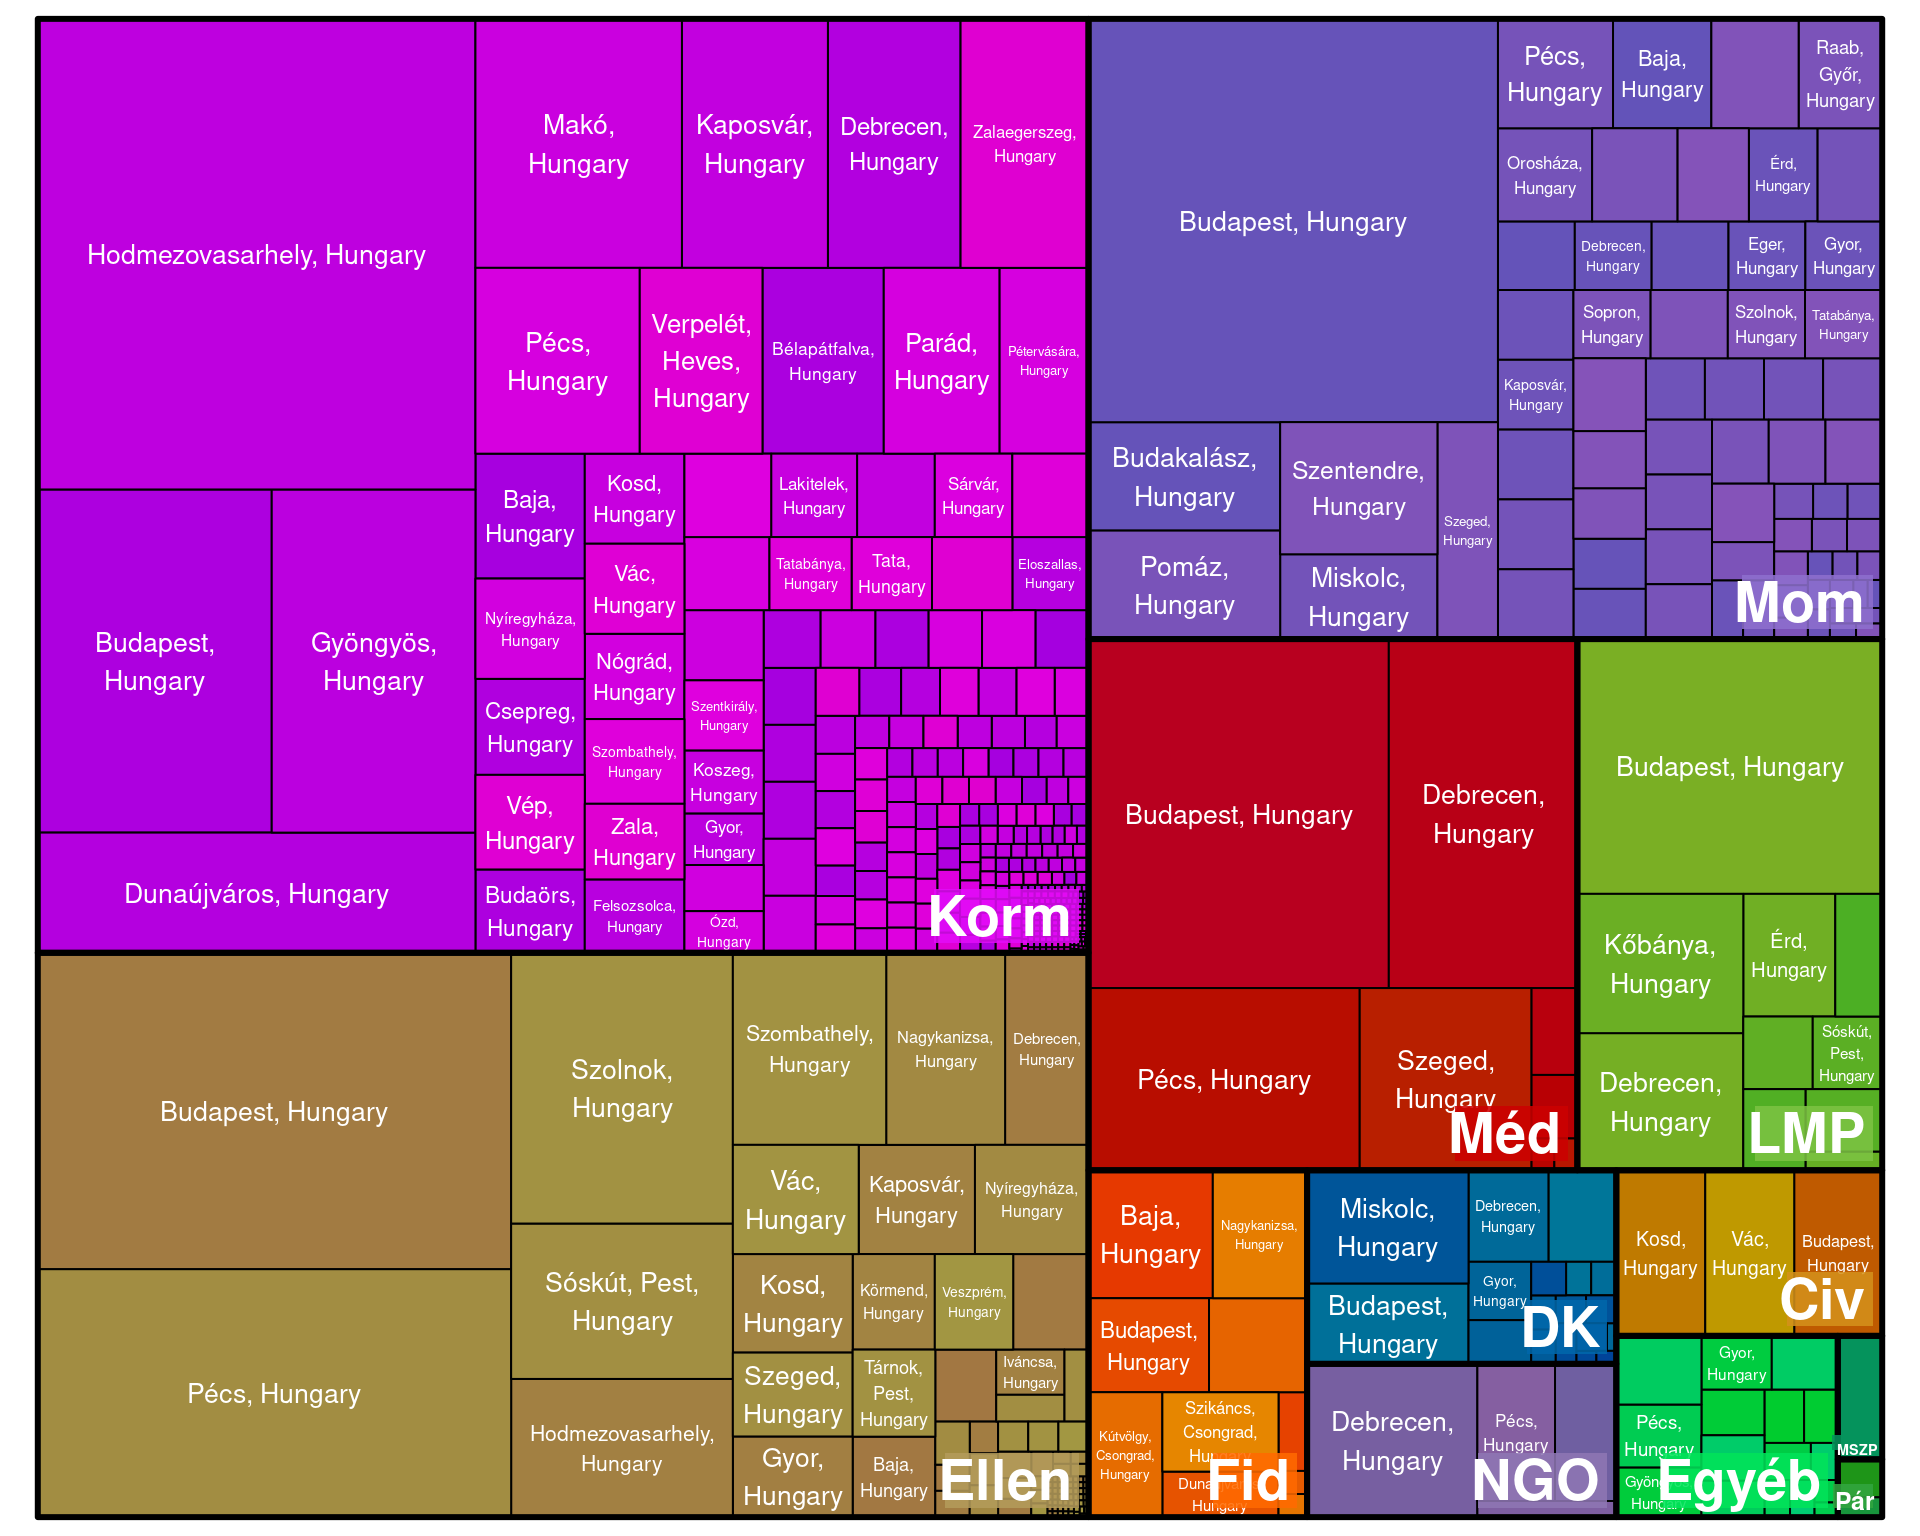 Hodmezovasarhely, Hungary
Makó,
Hungary
Kaposvár,
Hungary
Debrecen,
Hungary
Zalaegerszeg,
Hungary
Pécs,
Hungary
Verpelét,
Heves,
Hungary
Bélapátfalva,
Hungary
Parád,
Hungary
Pétervására,
Hungary
Budapest,
Hungary
Gyöngyös,
Hungary
Dunaújváros, Hungary
Baja,
Hungary
Nyíregyháza,
Hungary
Csepreg,
Hungary
Vép,
Hungary
Budaörs,
Hungary
Kosd,
Hungary
Vác,
Hungary
Nógrád,
Hungary
Szombathely,
Hungary
Zala,
Hungary
Felsozsolca,
Hungary
Lakitelek,
Hungary
Sárvár,
Hungary
Tatabánya,
Hungary
Tata,
Hungary
Eloszallas,
Hungary
Szentkirály,
Hungary
Koszeg,
Hungary
Gyor,
Hungary
Ózd,
Hungary
Korm
Budapest, Hungary
Pécs,
Hungary
Baja,
Hungary
Raab,
Győr,
Hungary
Orosháza,
Hungary
Érd,
Hungary
Debrecen,
Hungary
Eger,
Hungary
Gyor,
Hungary
Sopron,
Hungary
Szolnok,
Hungary
Tatabánya,
Hungary
Kaposvár,
Hungary
Budakalász,
Hungary
Szentendre,
Hungary
Szeged,
Hungary
Pomáz,
Hungary
Miskolc,
Hungary
Mom
Budapest, Hungary
Debrecen,
Hungary
Pécs, Hungary
Szeged,
Hungary
Méd
Budapest, Hungary
Kőbánya,
Hungary
Érd,
Hungary
Sóskút,
Pest,
Hungary
Debrecen,
Hungary
LMP
Budapest, Hungary
Pécs, Hungary
Szolnok,
Hungary
Sóskút, Pest,
Hungary
Hodmezovasarhely,
Hungary
Szombathely,
Hungary
Nagykanizsa,
Hungary
Debrecen,
Hungary
Vác,
Hungary
Kaposvár,
Hungary
Nyíregyháza,
Hungary
Kosd,
Hungary
Körmend,
Hungary
Veszprém,
Hungary
Szeged,
Hungary
Tárnok,
Pest,
Hungary
Iváncsa,
Hungary
Gyor,
Hungary
Baja,
Hungary
Ellen
Baja,
Hungary
Nagykanizsa,
Hungary
Budapest,
Hungary
Kútvölgy,
Csongrad,
Hungary
Szikáncs,
Csongrad,
Hungary
Fid
Miskolc,
Hungary
Debrecen,
Hungary
Budapest,
Hungary
Gyor,
Hungary
DK
Debrecen,
Hungary
Pécs,
Hungary
NGO
Kosd,
Hungary
Vác,
Hungary
Budapest,
Hungary
Civ
Gyor,
Hungary
Pécs,
Hungary
Hungary
Egyéb
MSZP
Pár